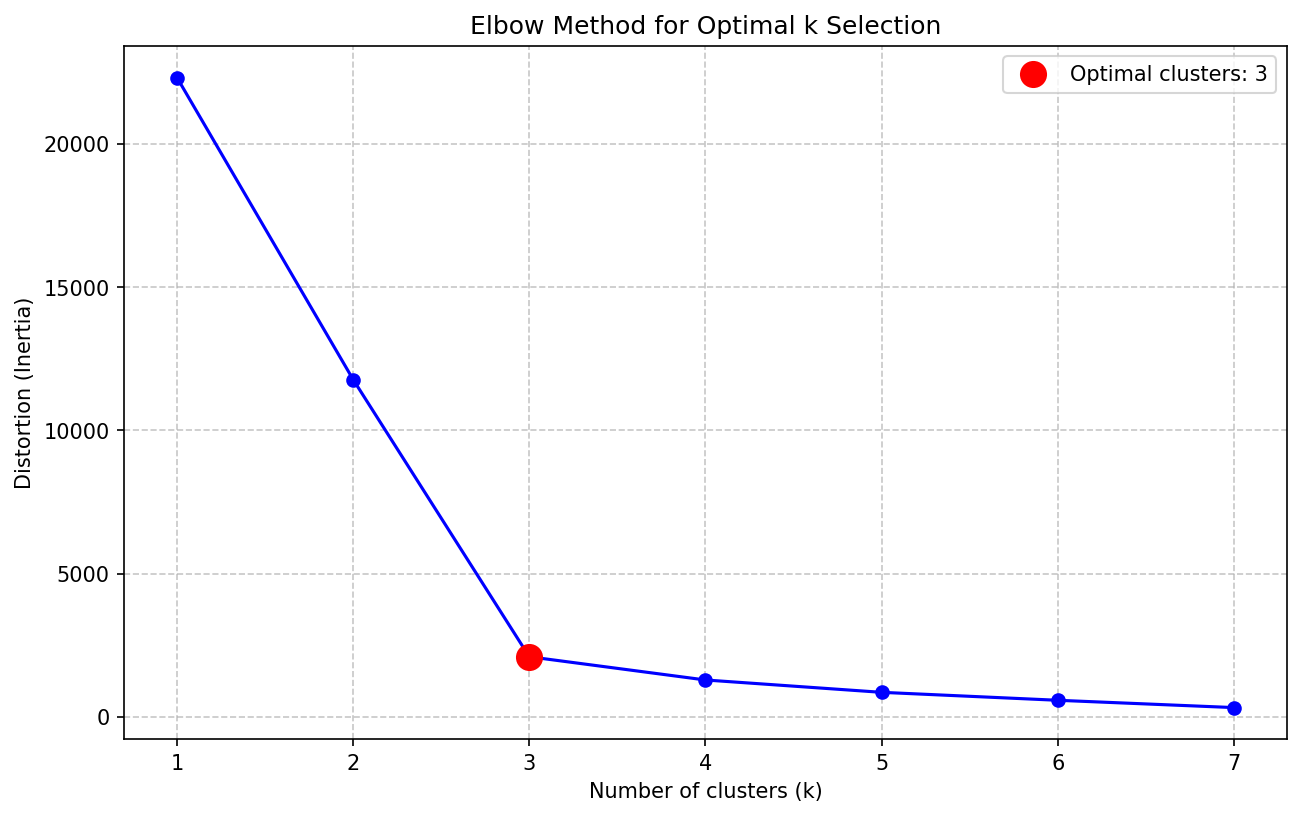 Elbow Method for Optimal k Selection
Optimal clusters: 3
Distortion (Inertia)
20000
15000
10000
5000
0
1 2 3 4 5 6 7
Number of clusters (k)